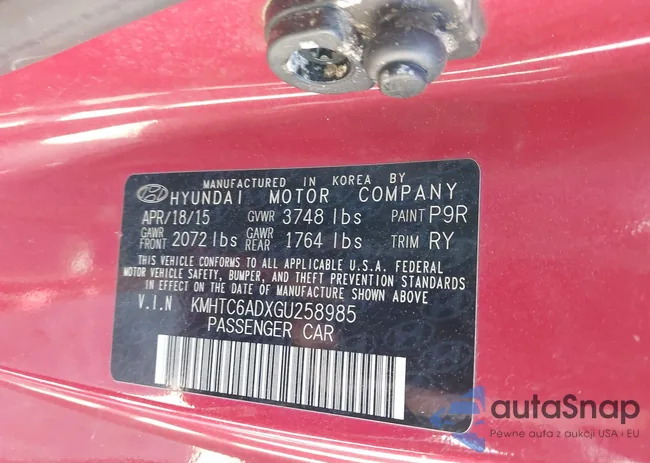 MANUFACTURED IN KOREA BY
HYUNDAI MOTOR COMPANY
APR/18/15 GVWR 3748 lbs PAINT P9R
GAWR FRONT 2072 lbs GAWR REAR 1764 lbs TRIM RY
THIS VEHICLE CONFORMS TO ALL APPLICABLE U.S.A. FEDERAL
MOTOR VEHICLE SAFETY, BUMPER, AND THEFT PREVENTION STANDARDS
IN EFFECT ON THE DATE OF MANUFACTURE SHOWN ABOVE.
V.I.N KMHTC6ADXGU258985
PASSENGER CAR
autaSnap
Pewne auta z aukcji USA i EU